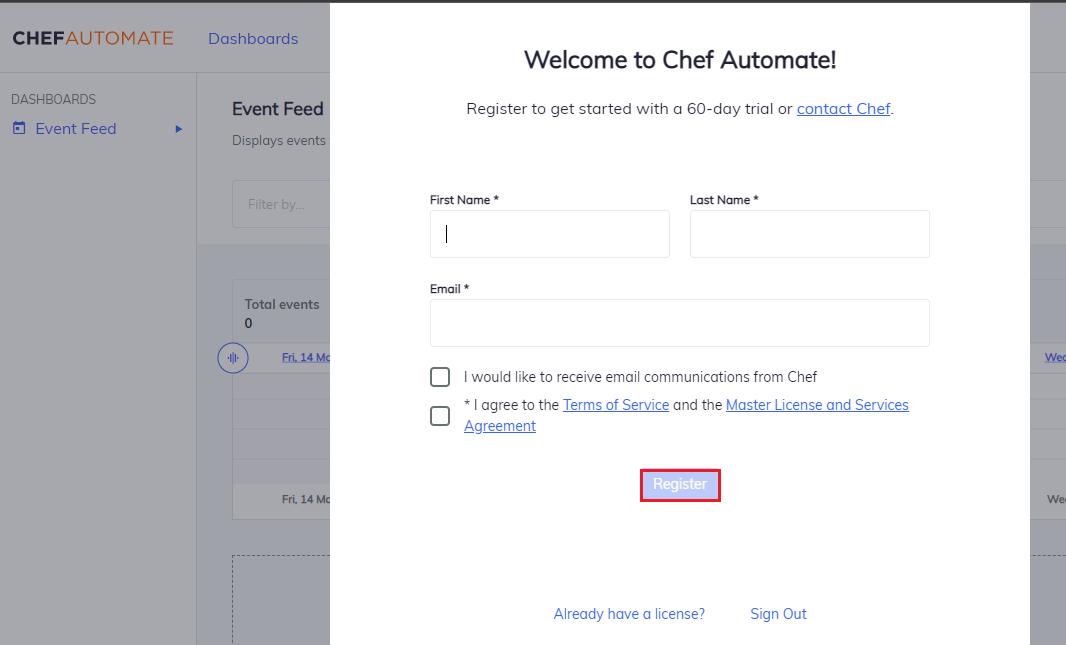 CHEFAUTOMATE
Dashboards
DASHBOARDS
Event Feed
Event Feed
Displays events
Filter by...
Total events
0
Fri, 14 Ma
Wed
Fri, 14 Ma
Wed
Welcome to Chef Automate!
Register to get started with a 60-day trial or contact Chef.
First Name *
Last Name *
Email *
I would like to receive email communications from Chef
* I agree to the Terms of Service and the Master License and Services
Agreement
Register
Already have a license?
Sign Out